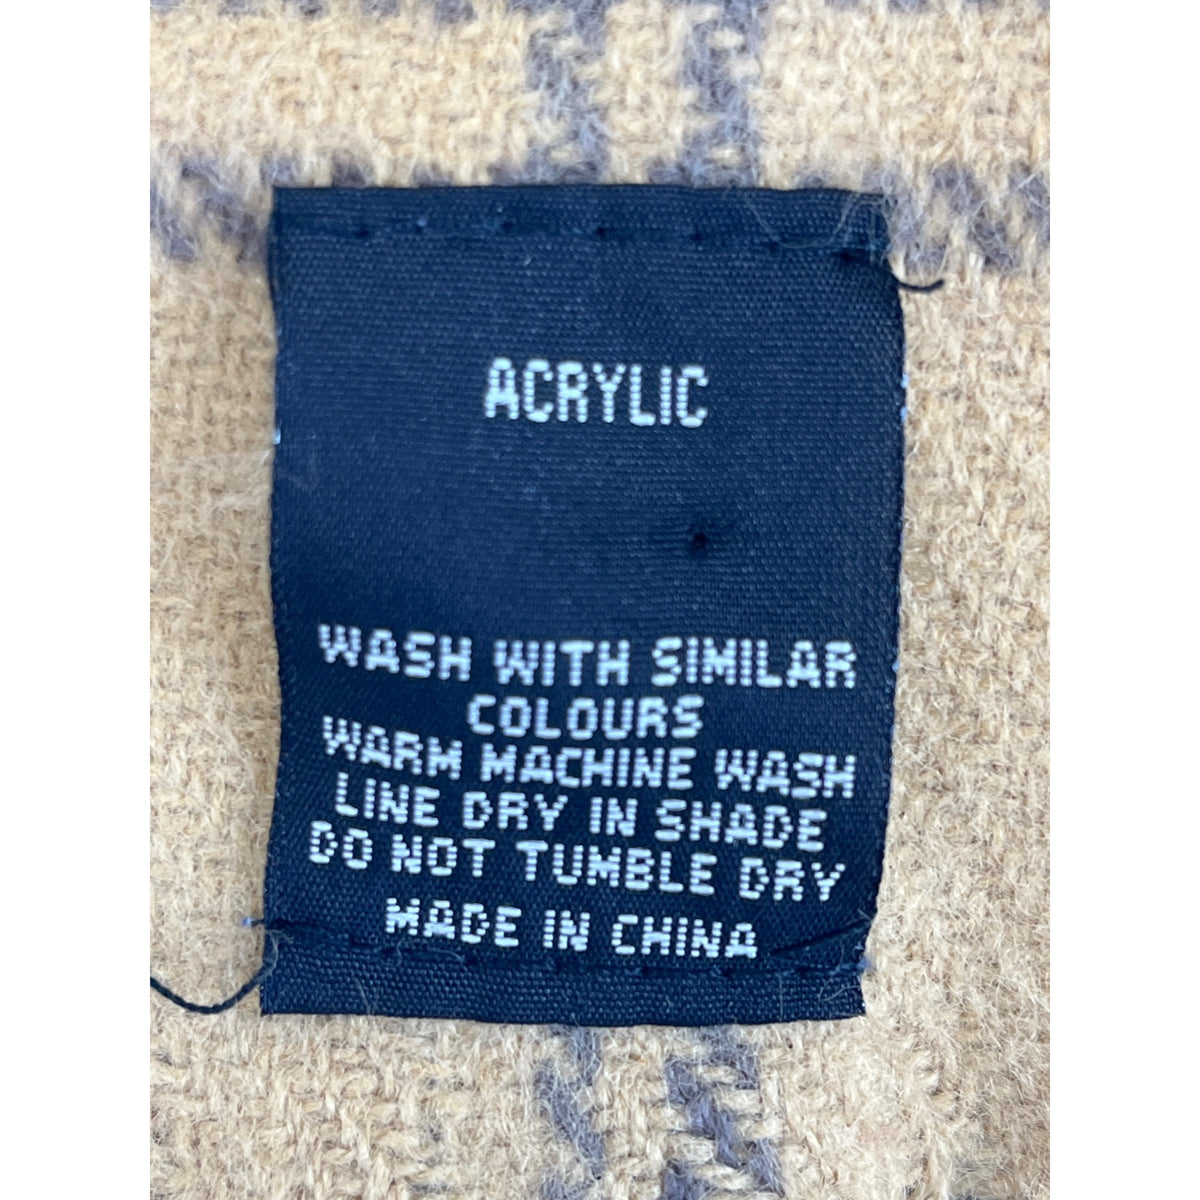 ACRYLIC
WASH WITH SIMILAR
COLOURS
WARM MACHINE WASH
LINE DRY IN SHADE
DO NOT TUMBLE DRY
MADE IN CHINA